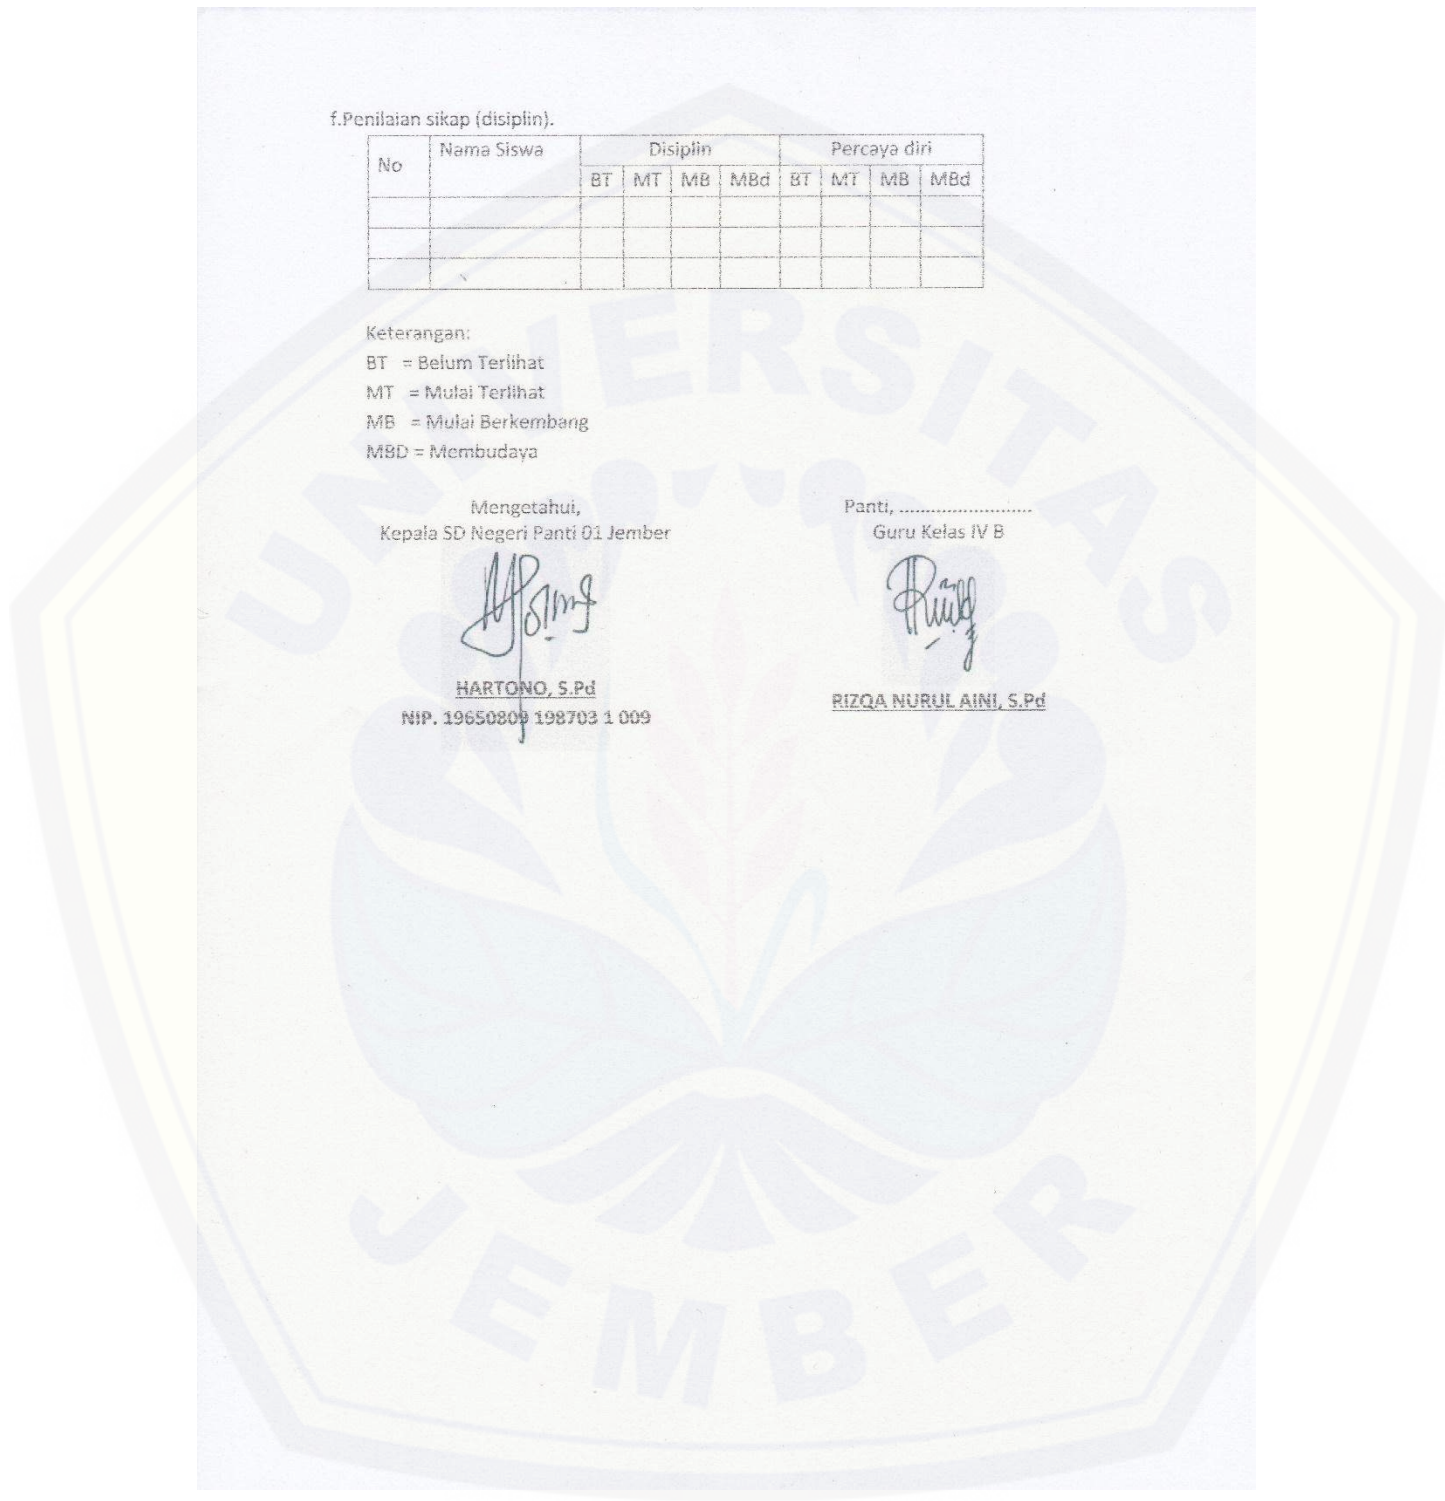 f.Penilaian sikap (disiplin).
No Nama Siswa Disiplin Percaya diri
BT MT MB MBd BT MT MB MBd
Keterangan:
BT = Belum Terlihat
MT = Mulai Terlihat
MB = Mulai Berkembang
MBD = Membudaya
Mengetahui, Panti, .........................
Kepala SD Negeri Panti 01 Jember Guru Kelas IV B
HARTONO, S.Pd RIZQA NURUL AINI, S.Pd
NIP. 19650809 198703 1 009
UNIVERSITAS
JEMBER